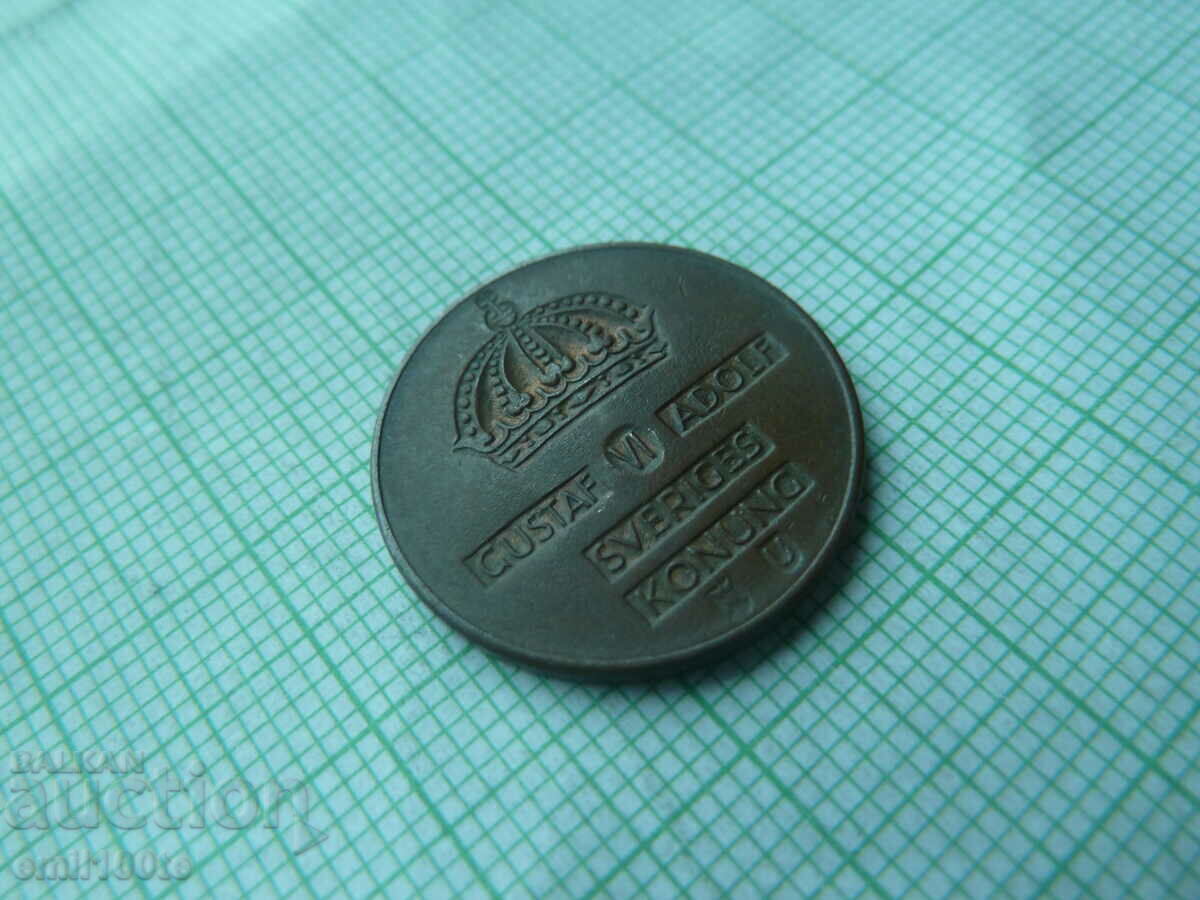 GUSTAF VI ADOLF
SVERIGES
KONUNG
U
BALKAN
auction
emil100te